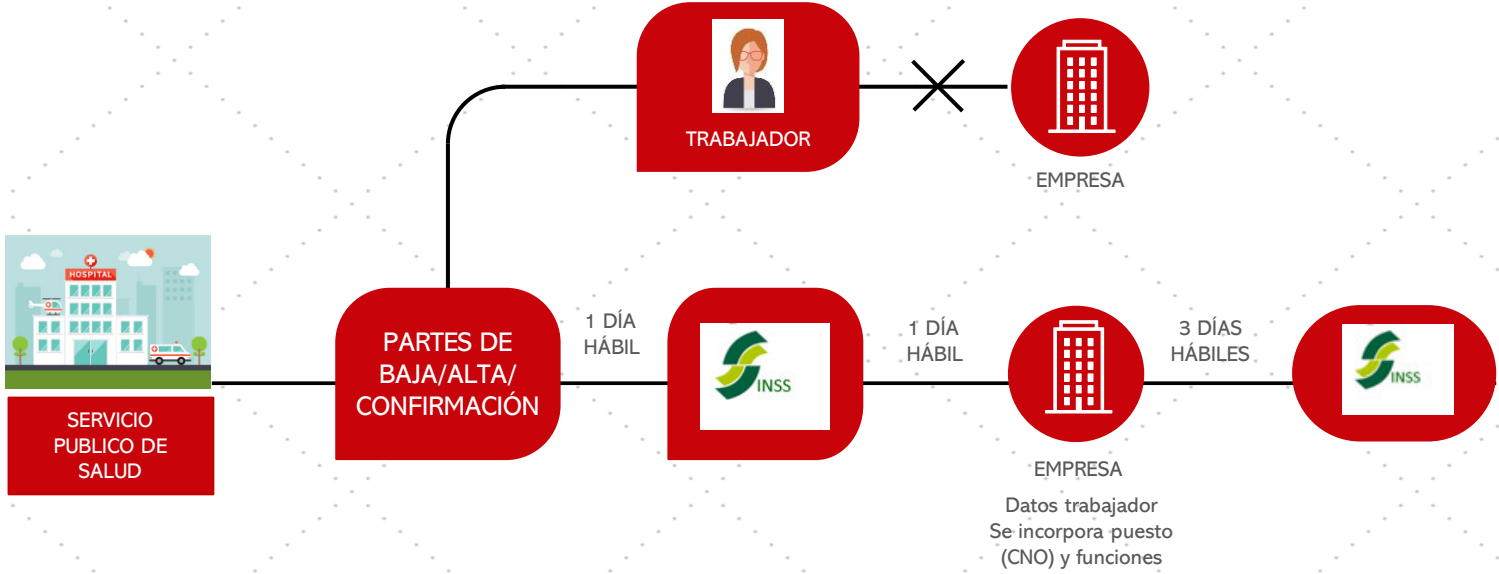 TRABAJADOR
EMPRESA
HOSPITAL
SERVICIO
PUBLICO DE
SALUD
PARTES DE
BAJA/ALTA/
CONFIRMACIÓN
1 DÍA
HÁBIL
INSS
1 DÍA
HÁBIL
EMPRESA
Datos trabajador
Se incorpora puesto
(CNO) y funciones
3 DÍAS
HÁBILES
INSS